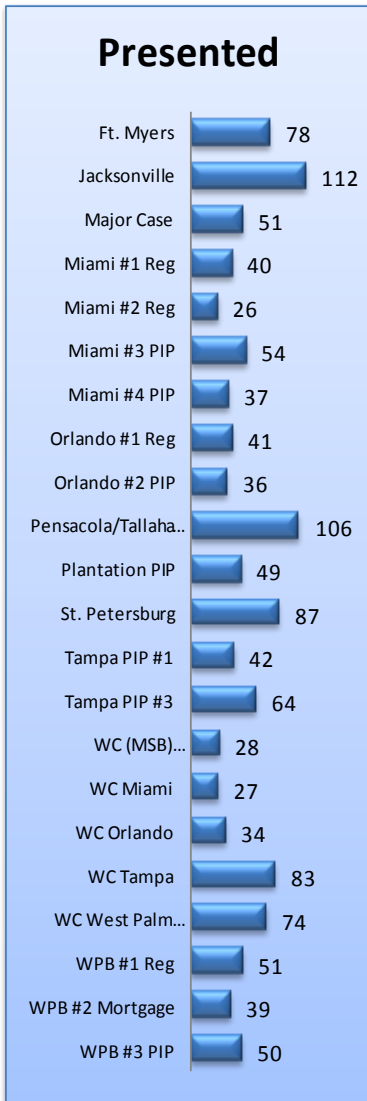 Presented
Ft. Myers 78
Jacksonville 112
Major Case 51
Miami #1 Reg 40
Miami #2 Reg 26
Miami #3 PIP 54
Miami #4 PIP 37
Orlando #1 Reg 41
Orlando #2 PIP 36
Pensacola/Tallaha... 106
Plantation PIP 49
St. Petersburg 87
Tampa PIP #1 42
Tampa PIP #3 64
WC (MSB)... 28
WC Miami 27
WC Orlando 34
WC Tampa 83
WC West Palm... 74
WPB #1 Reg 51
WPB #2 Mortgage 39
WPB #3 PIP 50